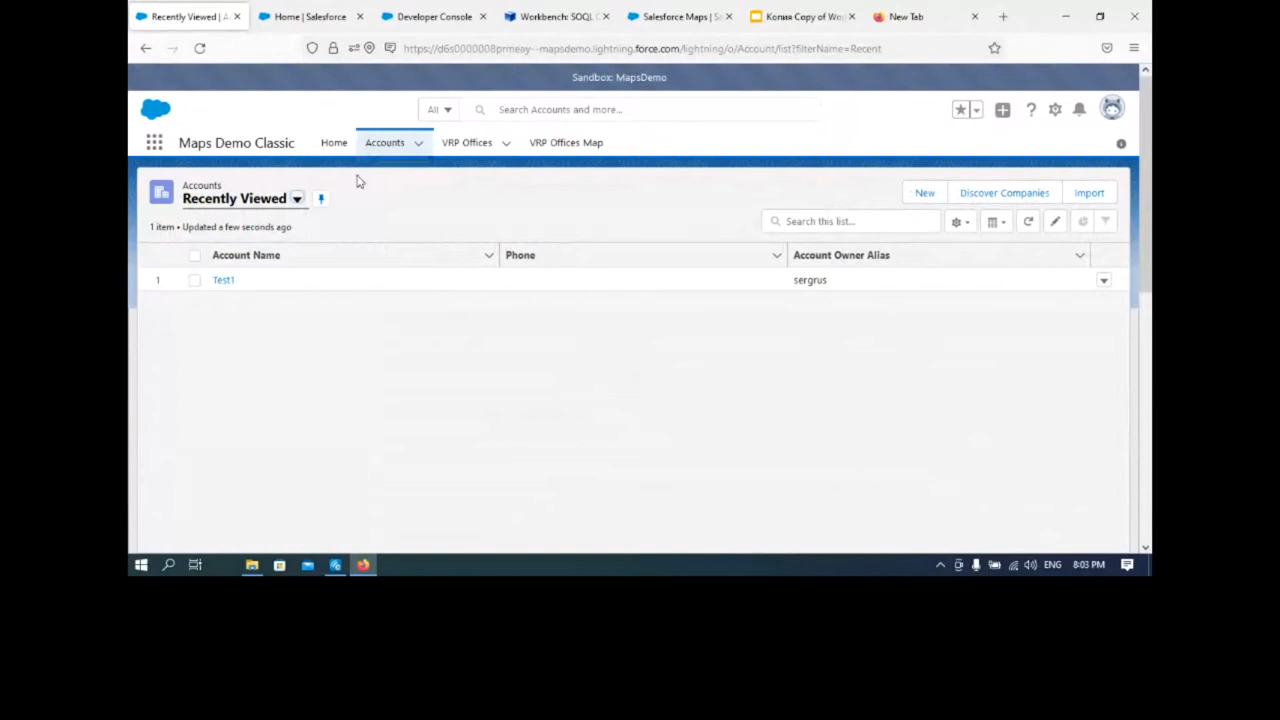 Recently Viewed | A
Home | Salesforce
Developer Console
Workbench: SOQL
Salesforce Maps | Sa
Копия Copy of Wor
New Tab
https://d6s0000008prmeay--mapsdemo.lightning.force.com/lightning/o/Account/list?filterName=Recent
Sandbox: MapsDemo
All
Search Accounts and more...
Maps Demo Classic
Home
Accounts
VRP Offices
VRP Offices Map
Accounts
Recently Viewed
New
Discover Companies
Import
1 item • Updated a few seconds ago
Search this list...
Account Name
Phone
Account Owner Alias
1
Test1
sergrus
ENG
8:03 PM